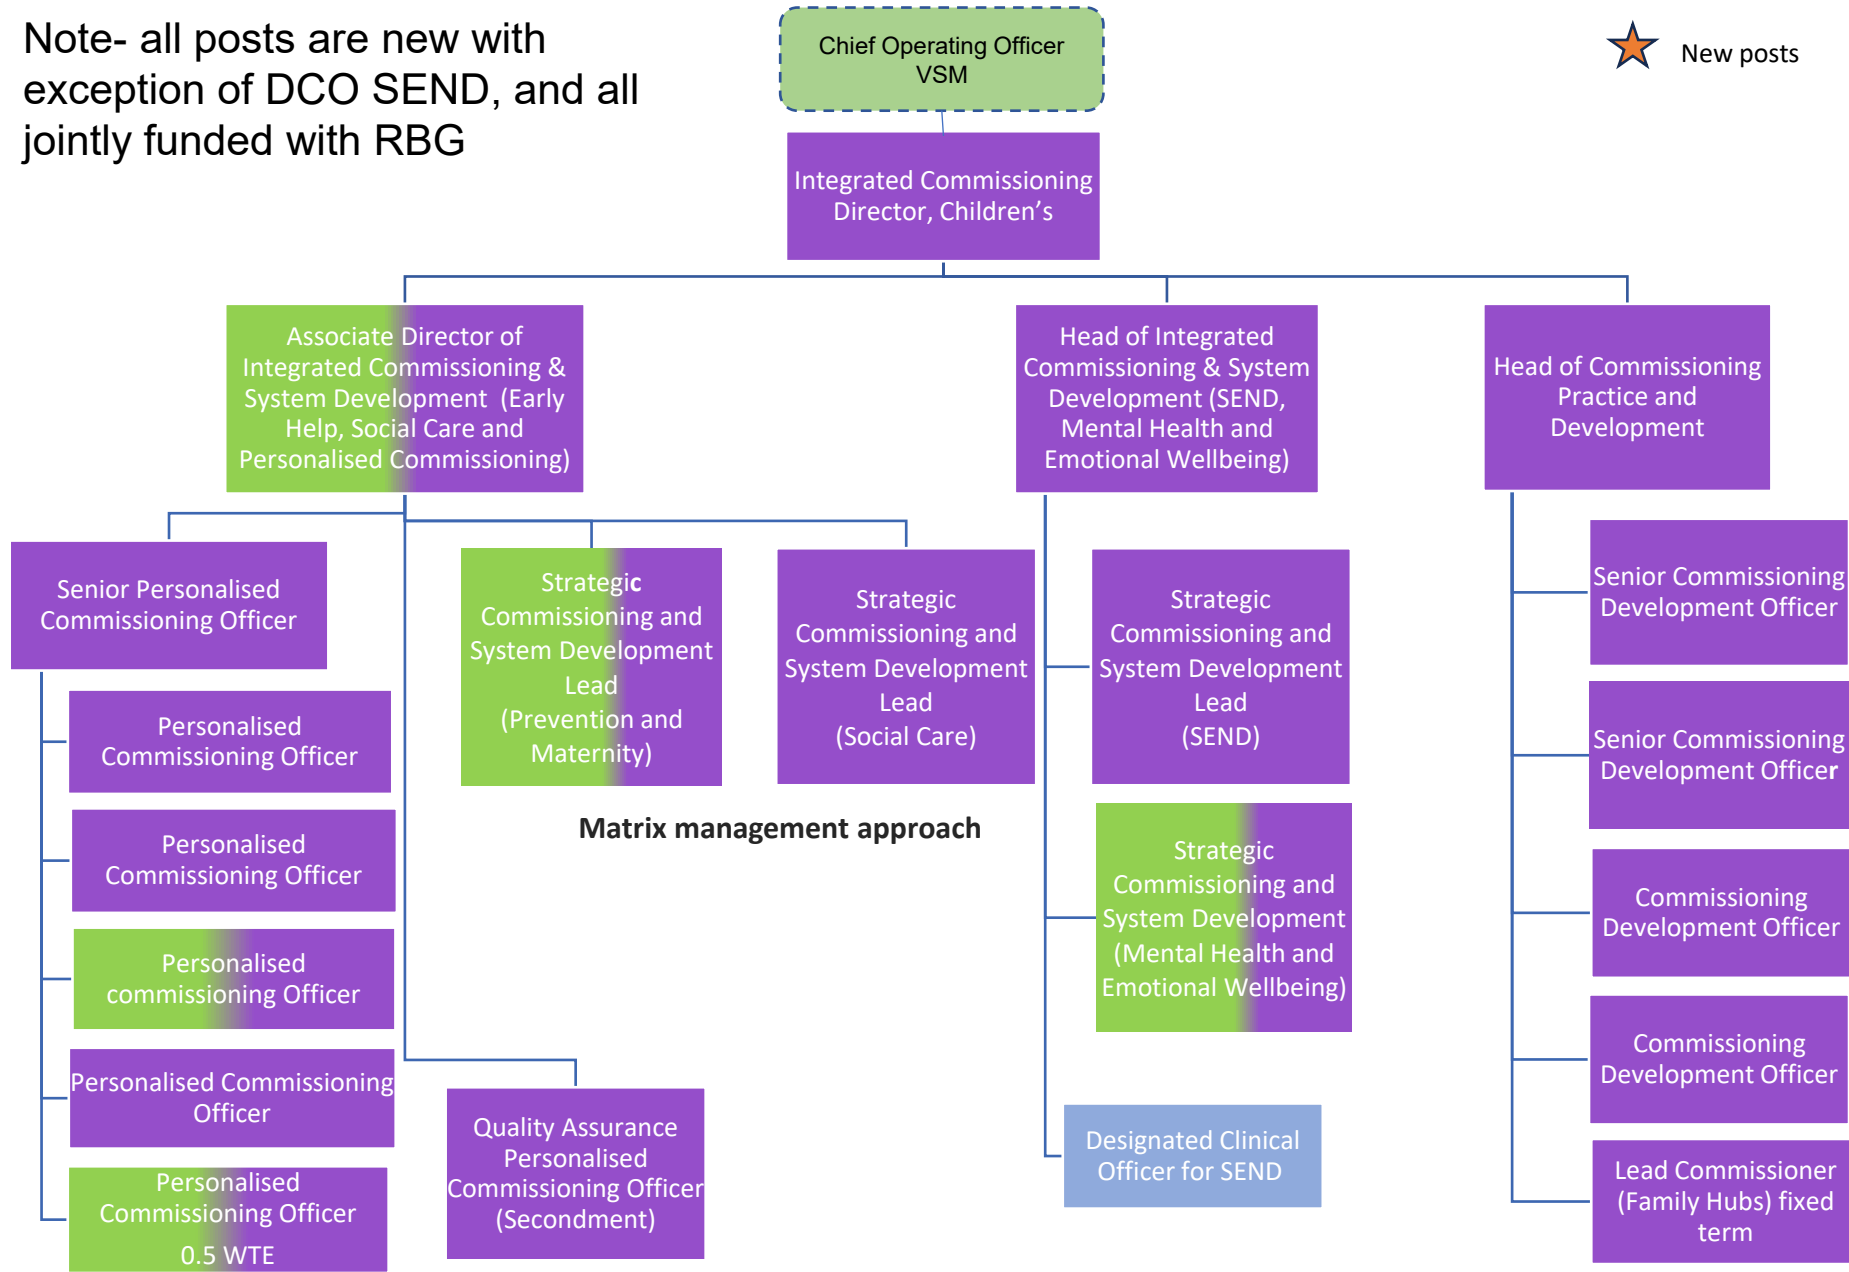 Note- all posts are new with
exception of DCO SEND, and all
jointly funded with RBG
Chief Operating Officer
VSM
New posts
Integrated Commissioning
Director, Children’s
Associate Director of
Integrated Commissioning &
System Development (Early
Help, Social Care and
Personalised Commissioning)
Head of Integrated
Commissioning & System
Development (SEND,
Mental Health and
Emotional Wellbeing)
Head of Commissioning
Practice and
Development
Senior Personalised
Commissioning Officer
Personalised
Commissioning Officer
Personalised
Commissioning Officer
Personalised
commissioning Officer
Personalised Commissioning
Officer
Personalised
Commissioning Officer
0.5 WTE
Strategic
Commissioning and
System Development
Lead
(Prevention and
Maternity)
Strategic
Commissioning and
System Development
Lead
(Social Care)
Matrix management approach
Quality Assurance
Personalised
Commissioning Officer
(Secondment)
Strategic
Commissioning and
System Development
Lead
(SEND)
Strategic
Commissioning and
System Development
(Mental Health and
Emotional Wellbeing)
Designated Clinical
Officer for SEND
Senior Commissioning
Development Officer
Senior Commissioning
Development Officer
Commissioning
Development Officer
Commissioning
Development Officer
Lead Commissioner
(Family Hubs) fixed
term